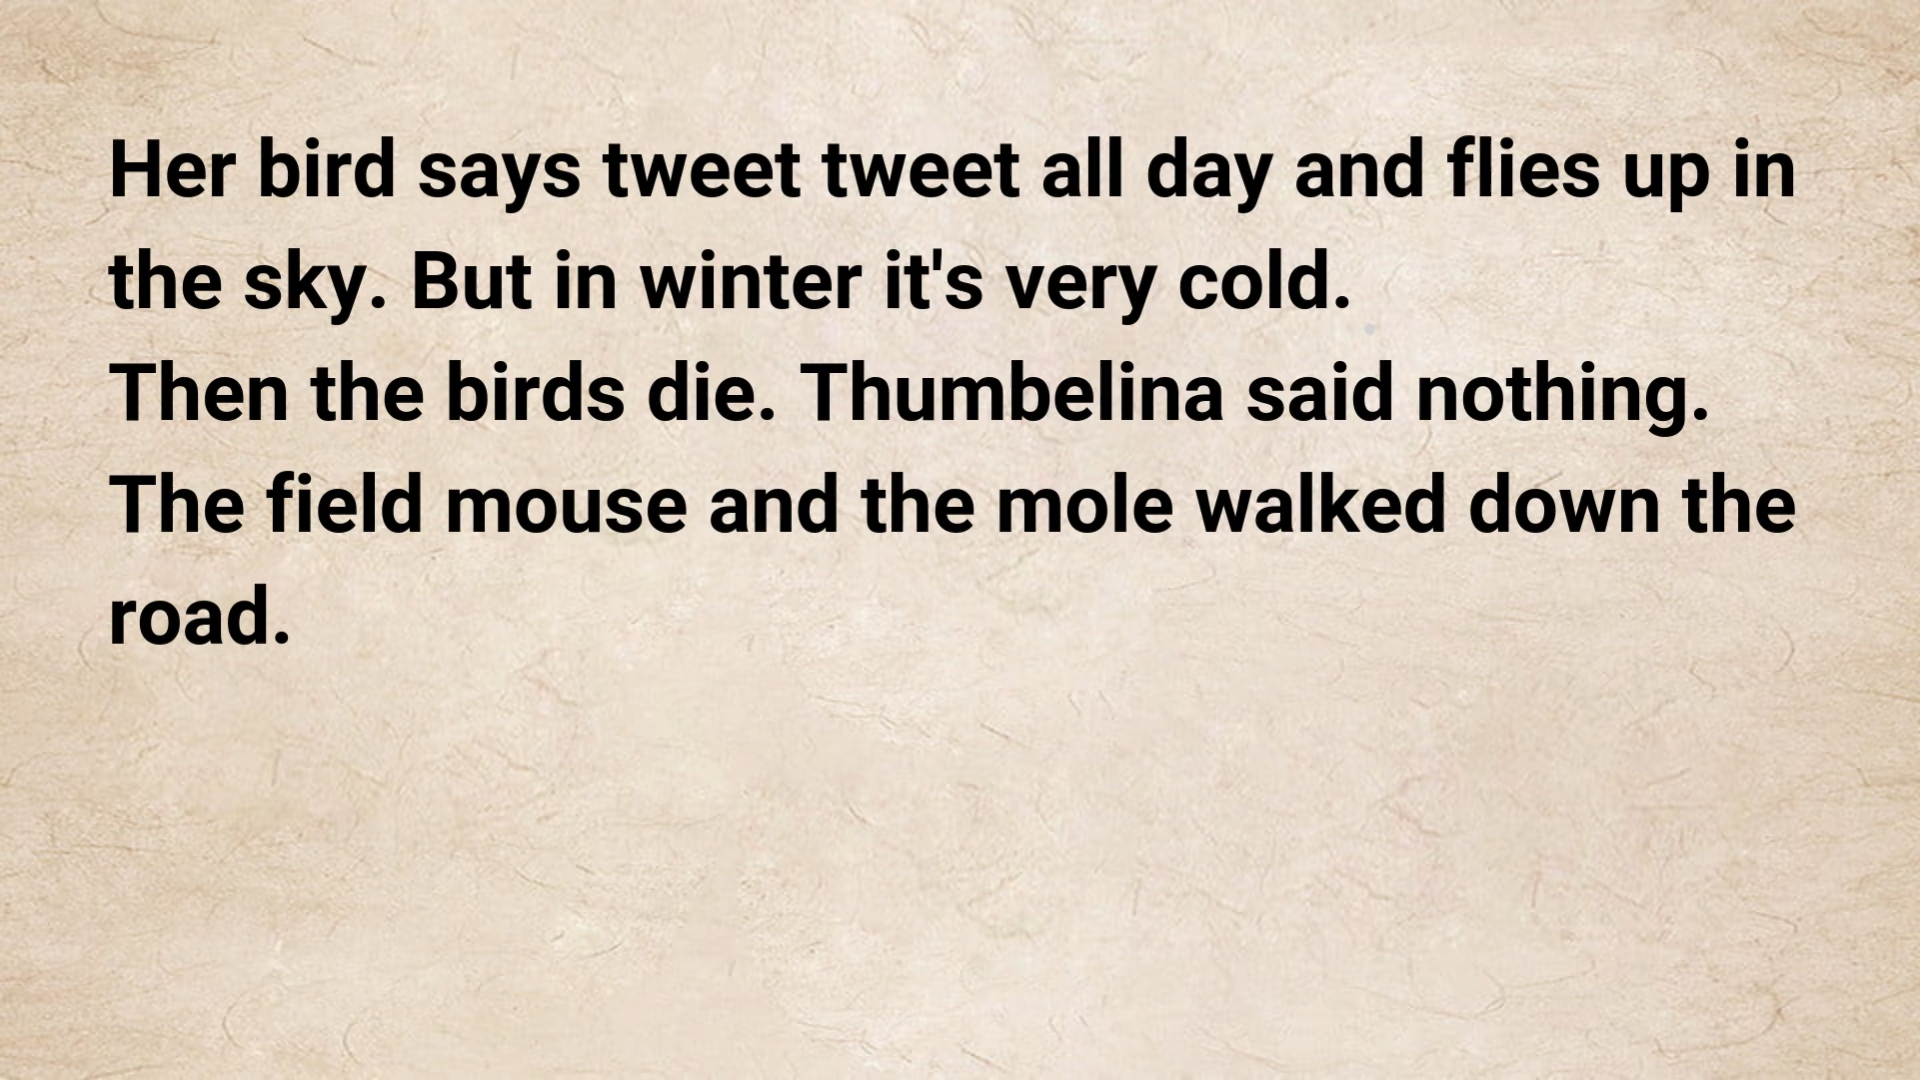 Her bird says tweet tweet all day and flies up in
the sky. But in winter it's very cold.
Then the birds die. Thumbelina said nothing.
The field mouse and the mole walked down the
road.